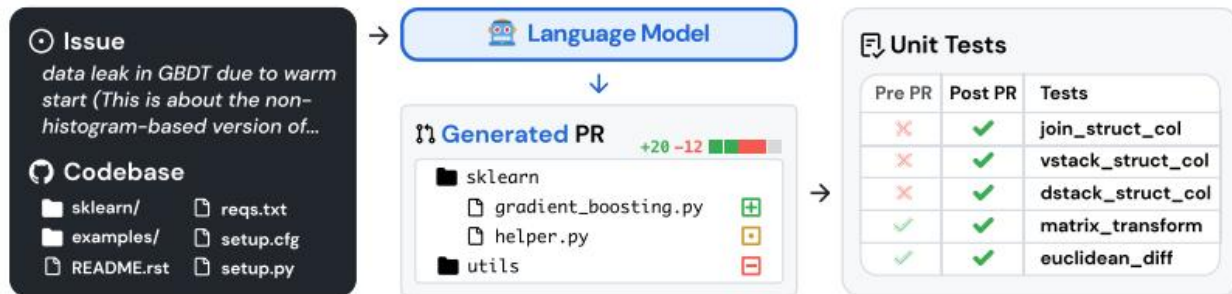 Issue
data leak in GBDT due to warm
start (This is about the non-
histogram-based version of...
Codebase
sklearn/
reqs.txt
examples/
setup.cfg
README.rst
setup.py
Language Model
Generated PR
+20 -12
sklearn
gradient_boosting.py
helper.py
utils
Unit Tests
Pre PR Post PR Tests
join_struct_col
vstack_struct_col
dstack_struct_col
matrix_transform
euclidean_diff